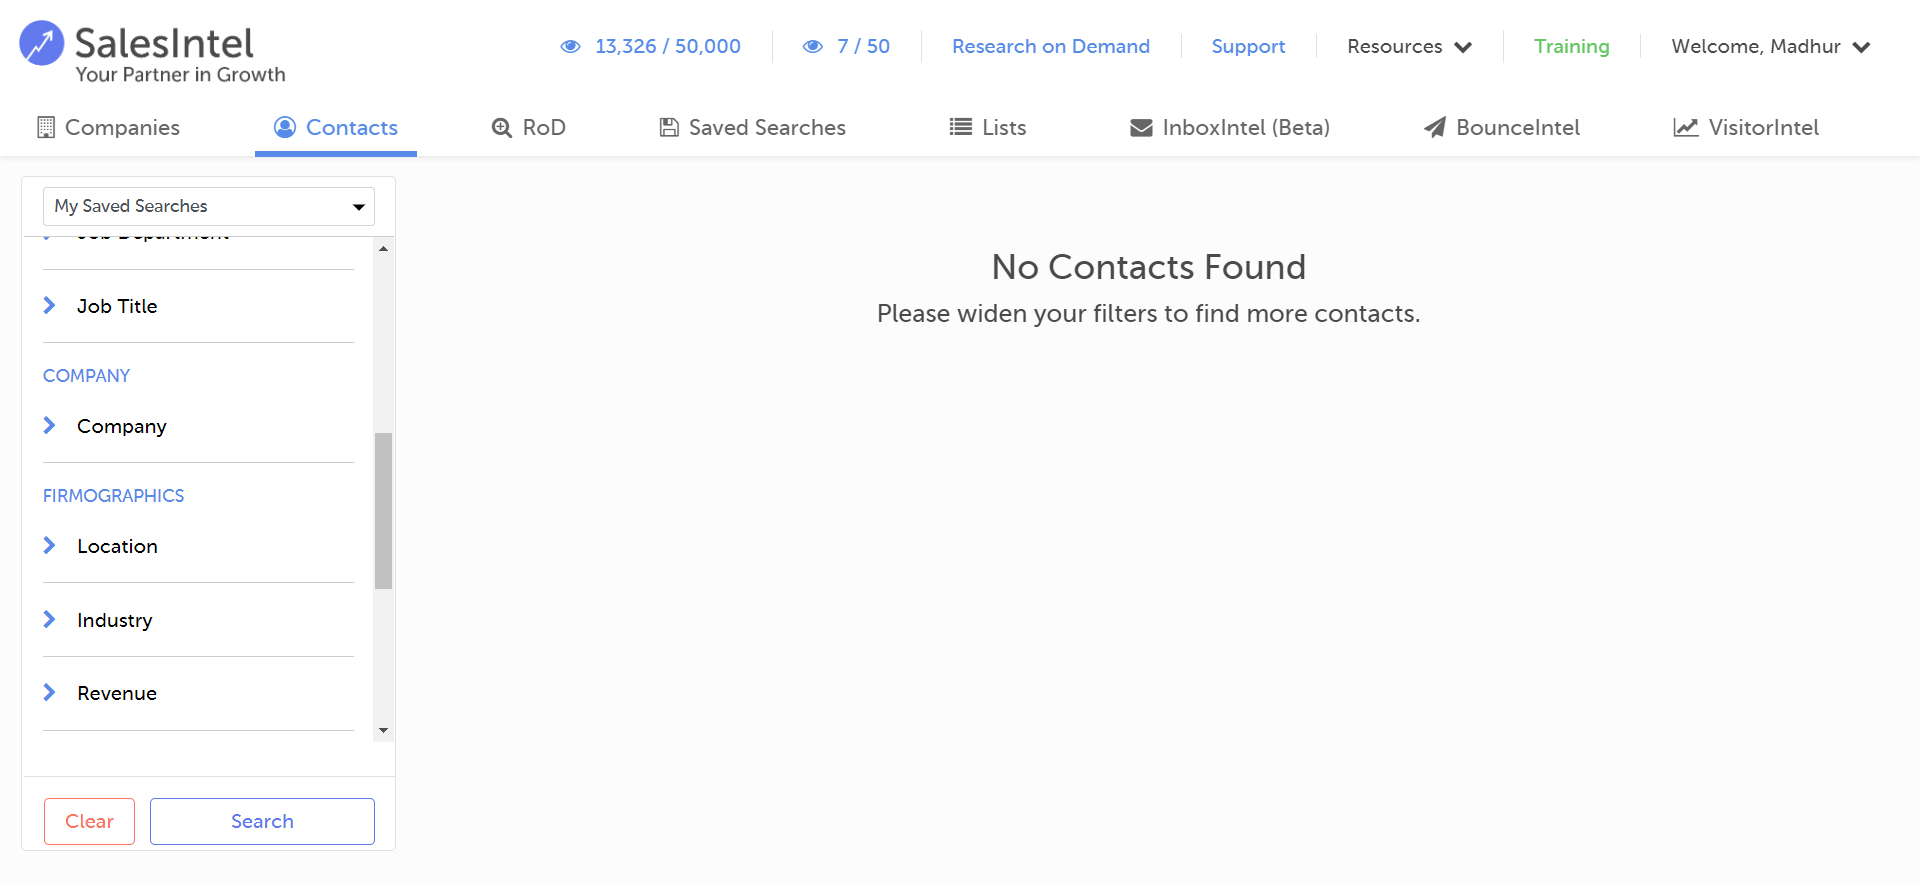 SalesIntel
Your Partner in Growth
13,326 / 50,000
7 / 50
Research on Demand
Support
Resources
Training
Welcome, Madhur
Companies
Contacts
RoD
Saved Searches
Lists
InboxIntel (Beta)
BounceIntel
VisitorIntel
My Saved Searches
Job Department
Job Title
COMPANY
Company
FIRMOGRAPHICS
Location
Industry
Revenue
Clear
Search
No Contacts Found
Please widen your filters to find more contacts.